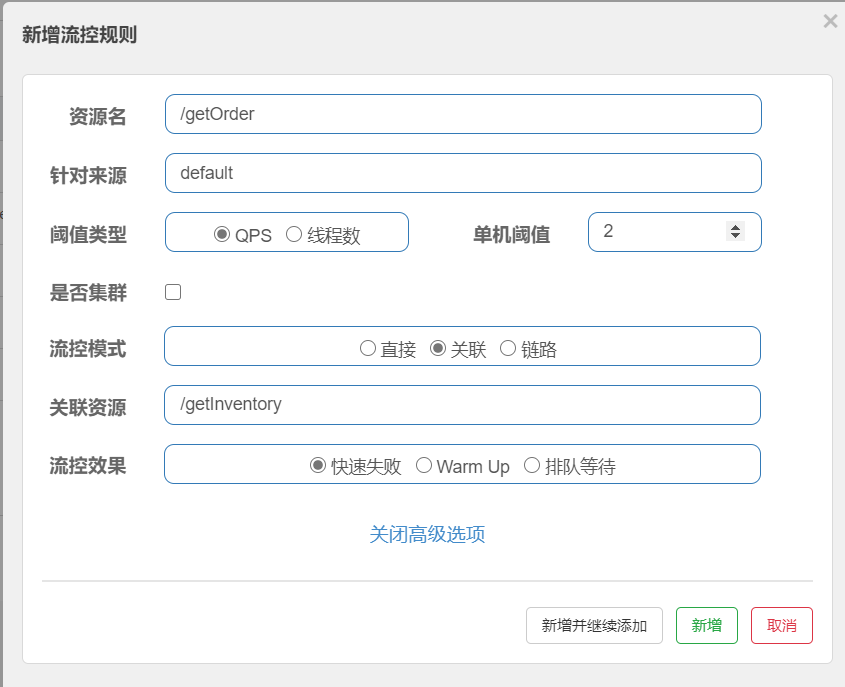 新增流控规则
资源名 /getOrder
针对来源 default
阈值类型 QPS 线程数 单机阈值 2
是否集群
流控模式 直接 关联 链路
关联资源 /getInventory
流控效果 快速失败 Warm Up 排队等待
关闭高级选项
新增并继续添加 新增 取消